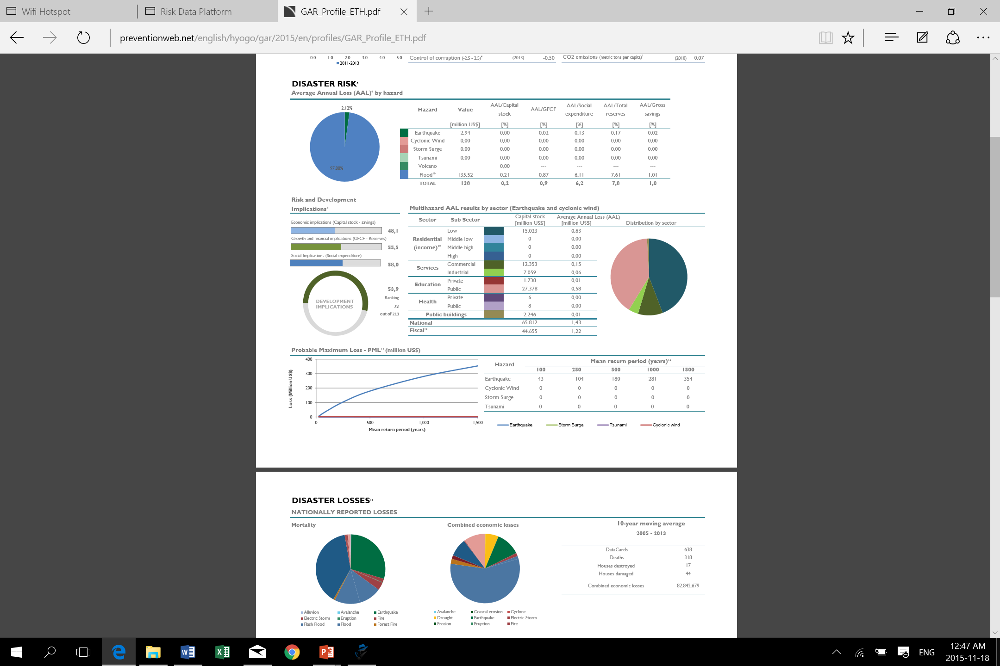 Wifi Hotspot
Risk Data Platform
GAR_Profile_ETH.pdf
preventionweb.net/english/hyogo/gar/2015/en/profiles/GAR_Profile_ETH.pdf
0.0 1.0 2.0 3.0 4.0 5.0
2011-2013
Control of corruption (-2.5 - 2.5)⁴ (2013) -0,50
CO2 emissions (metric tons per capita)¹ (2010) 0,07
DISASTER RISK⁸
Average Annual Loss (AAL)⁹ by hazard
2.12%
97.88%
Hazard Value AAL/Capital stock AAL/GFCF AAL/Social expenditure AAL/Total reserves AAL/Gross savings
[million US$] [%] [%] [%] [%] [%]
Earthquake 2,94 0,00 0,02 0,13 0,17 0,02
Cyclonic Wind 0,00 0,00 0,00 0,00 0,00 0,00
Storm Surge 0,00 0,00 0,00 0,00 0,00 0,00
Tsunami 0,00 0,00 0,00 0,00 0,00 0,00
Volcano 0,00 --- --- --- ---
Flood¹⁰ 135,52 0,21 0,87 6,11 7,61 1,01
TOTAL 138 0,2 0,9 6,2 7,8 1,0
Risk and Development
Implications¹¹
Economic implications (Capital stock - savings)
48,1
Growth and financial implications (GFCF - Reserves)
55,5
Social Implications (Social expenditure)
58,0
DEVELOPMENT
IMPLICATIONS
53,9
Ranking
72
out of 213
Multihazard AAL results by sector (Earthquake and cyclonic wind)
Sector Sub Sector Capital stock [million US$] Average Annual Loss (AAL) [million US$] Distribution by sector
Low 15.023 0,63
Residential Middle low 0 0,00
(income)¹² Middle high 0 0,00
High 0 0,00
Services Commercial 12.353 0,15
Industrial 7.059 0,06
Education Private 1.738 0,01
Public 27.378 0,58
Health Private 6 0,00
Public 8 0,00
Public buildings 2.246 0,01
National 65.812 1,43
Fiscal¹³ 44.655 1,22
Probable Maximum Loss - PML¹⁴ (million US$)
Loss (Million US$)
400
300
200
100
0
0 500 1,000 1,500
Mean return period (years)
Hazard Mean return period (years)¹⁵
100 250 500 1000 1500
Earthquake 43 104 180 281 354
Cyclonic Wind 0 0 0 0 0
Storm Surge 0 0 0 0 0
Tsunami 0 0 0 0 0
Earthquake Storm Surge Tsunami Cyclonic wind
DISASTER LOSSES¹⁷
NATIONALLY REPORTED LOSSES
Mortality
Alluvion Avalanche Earthquake
Electric Storm Eruption Fire
Flash Flood Flood Forest Fire
Combined economic losses
Avalanche Coastal erosion Cyclone
Drought Earthquake Electric Storm
Erosion Eruption Fire
10-year moving average
2005 - 2013
DataCards 638
Deaths 318
Houses destroyed 17
Houses damaged 44
Combined economic losses 82.842.679
ENG
12:47 AM
2015-11-18